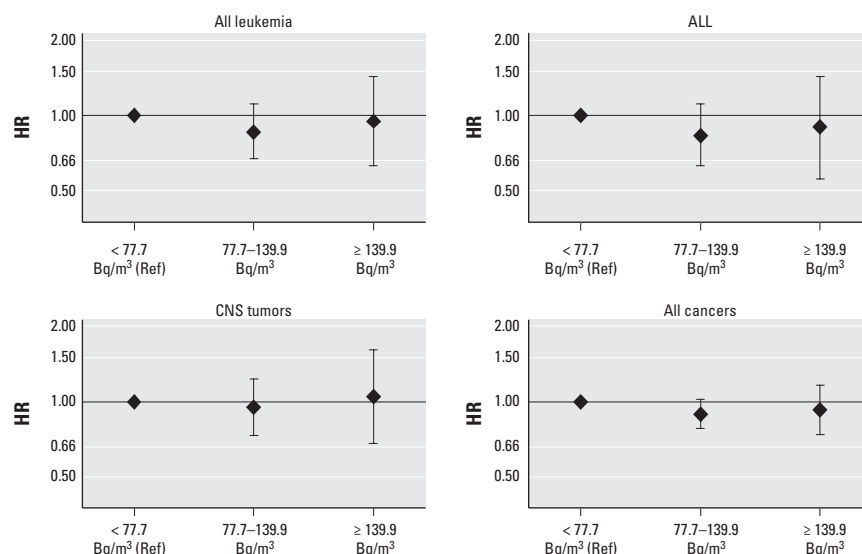 All leukemia
HR
2.00
1.50
1.00
0.66
0.50
< 77.7
Bq/m³ (Ref)
77.7–139.9
Bq/m³
≥ 139.9
Bq/m³
ALL
HR
2.00
1.50
1.00
0.66
0.50
< 77.7
Bq/m³ (Ref)
77.7–139.9
Bq/m³
≥ 139.9
Bq/m³
CNS tumors
HR
2.00
1.50
1.00
0.66
0.50
< 77.7
Bq/m³ (Ref)
77.7–139.9
Bq/m³
≥ 139.9
Bq/m³
All cancers
HR
2.00
1.50
1.00
0.66
0.50
< 77.7
Bq/m³ (Ref)
77.7–139.9
Bq/m³
≥ 139.9
Bq/m³